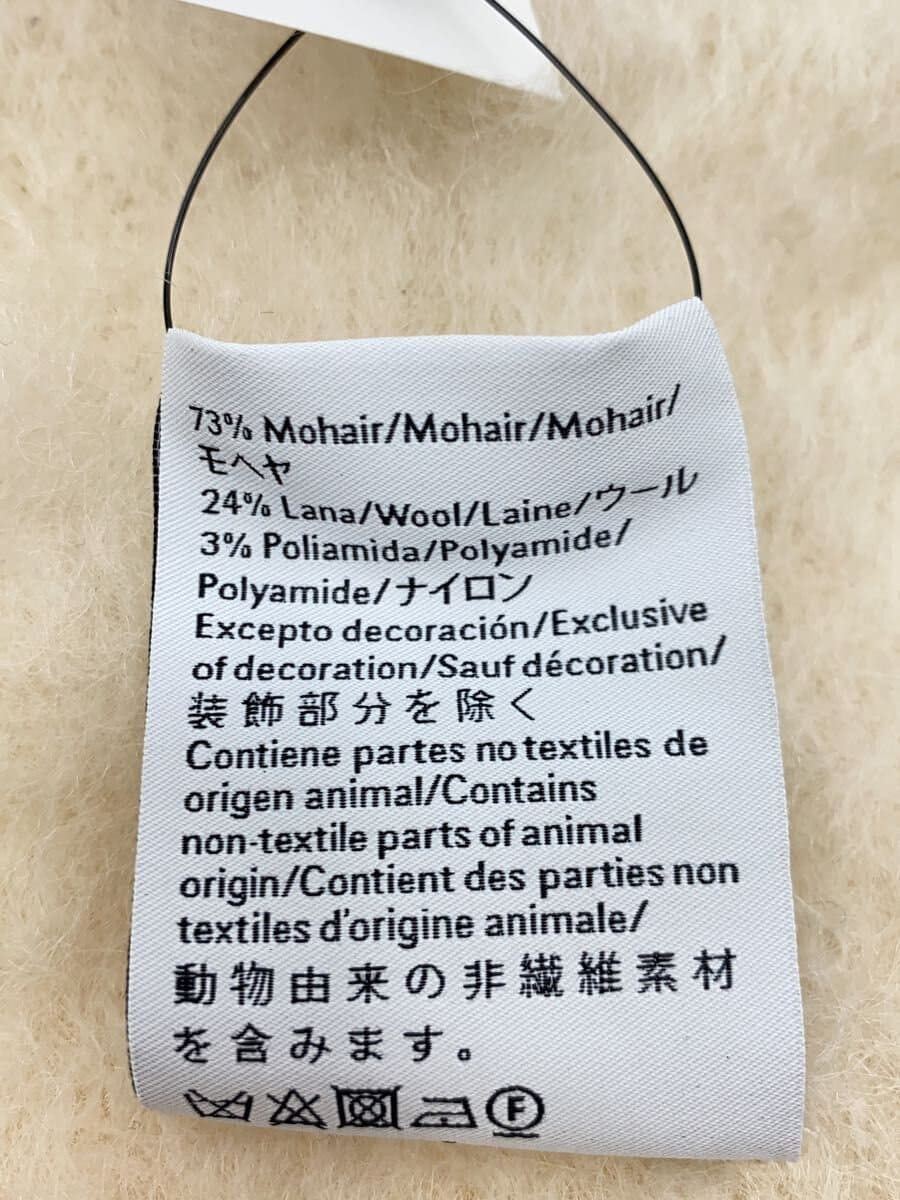 73% Mohair/Mohair/Mohair/
モヘヤ
24% Lana/Wool/Laine/ウール
3% Poliamida/Polyamide/
Polyamide/ナイロン
Excepto decoración/Exclusive
of decoration/Sauf décoration/
装飾部分を除く
Contiene partes no textiles de
origen animal/Contains
non-textile parts of animal
origin/Contient des parties non
textiles d'origine animale/
動物由来の非繊維素材
を含みます。
F